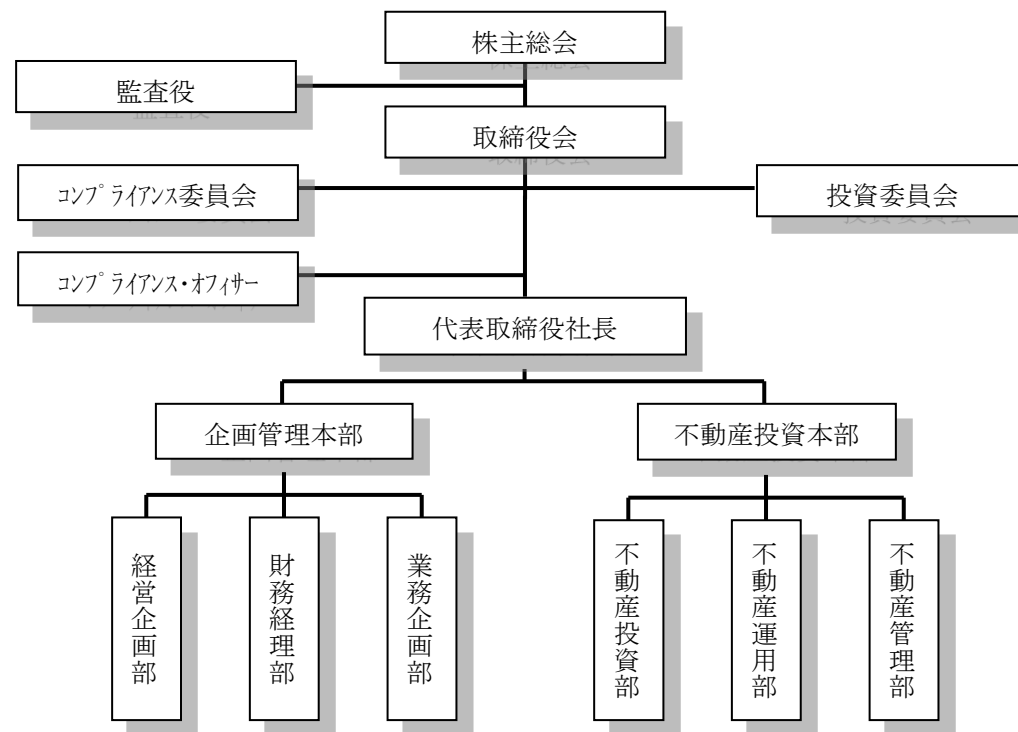 株主総会
監査役
取締役会
コンプライアンス委員会
投資委員会
コンプライアンス・オフィサー
代表取締役社長
企画管理本部
不動産投資本部
経営企画部
財務経理部
業務企画部
不動産投資部
不動産運用部
不動産管理部